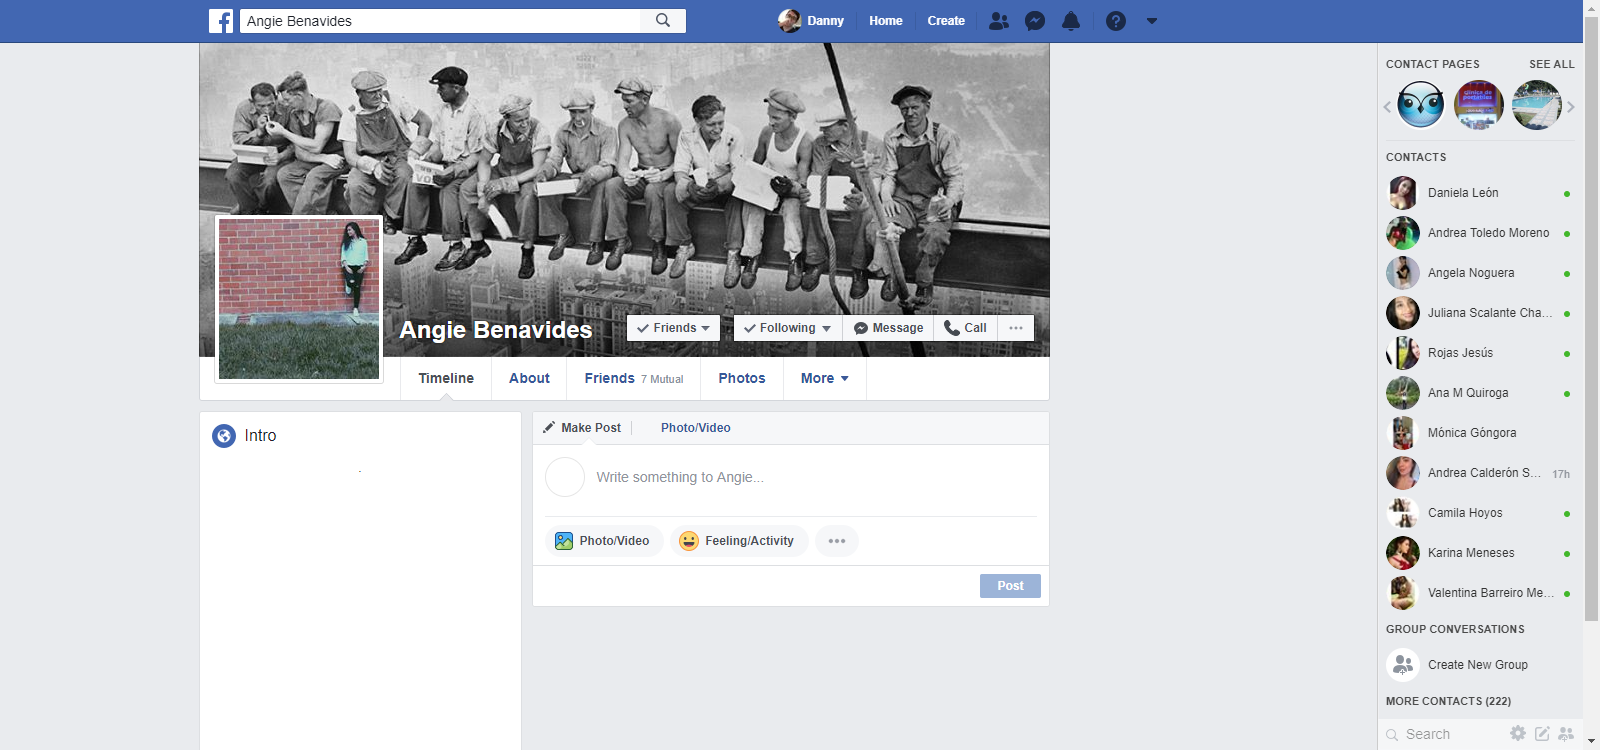 Angie Benavides
Danny
Home
Create
Angie Benavides
Friends
Following
Message
Call
Timeline
About
Friends 7 Mutual
Photos
More
Intro
Make Post
Photo/Video
Write something to Angie...
Photo/Video
Feeling/Activity
Post
CONTACT PAGES
SEE ALL
CONTACTS
Daniela León
Andrea Toledo Moreno
Angela Noguera
Juliana Scalante Cha...
Rojas Jesús
Ana M Quiroga
Mónica Góngora
Andrea Calderón S... 17h
Camila Hoyos
Karina Meneses
Valentina Barreiro Me...
GROUP CONVERSATIONS
Create New Group
MORE CONTACTS (222)
Search